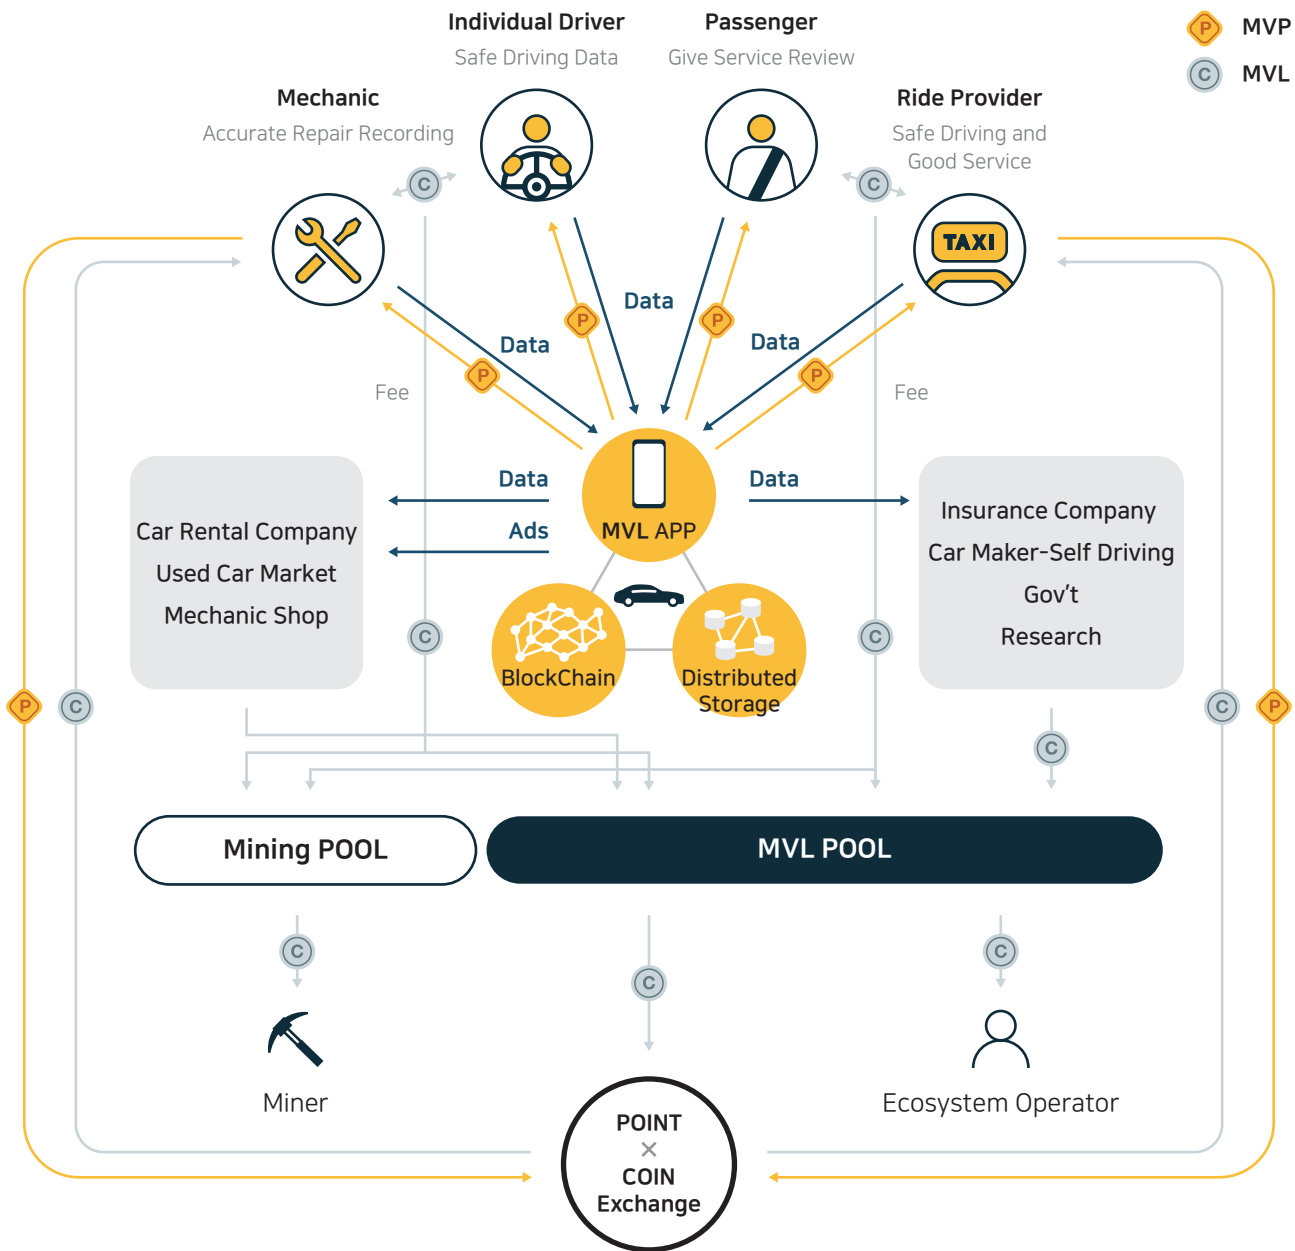 Individual Driver
Safe Driving Data
Passenger
Give Service Review
P MVP
C MVL
Mechanic
Accurate Repair Recording
Ride Provider
Safe Driving and
Good Service
C
C
TAXI
Data
P
P
Data
Data
P
P
Fee
Fee
Data
Ads
Data
MVL APP
Car Rental Company
Used Car Market
Mechanic Shop
Insurance Company
Car Maker-Self Driving
Gov't
Research
C
C
BlockChain
Distributed
Storage
P
C
C
P
C
Mining POOL
MVL POOL
C
C
C
Miner
Ecosystem Operator
POINT
×
COIN
Exchange